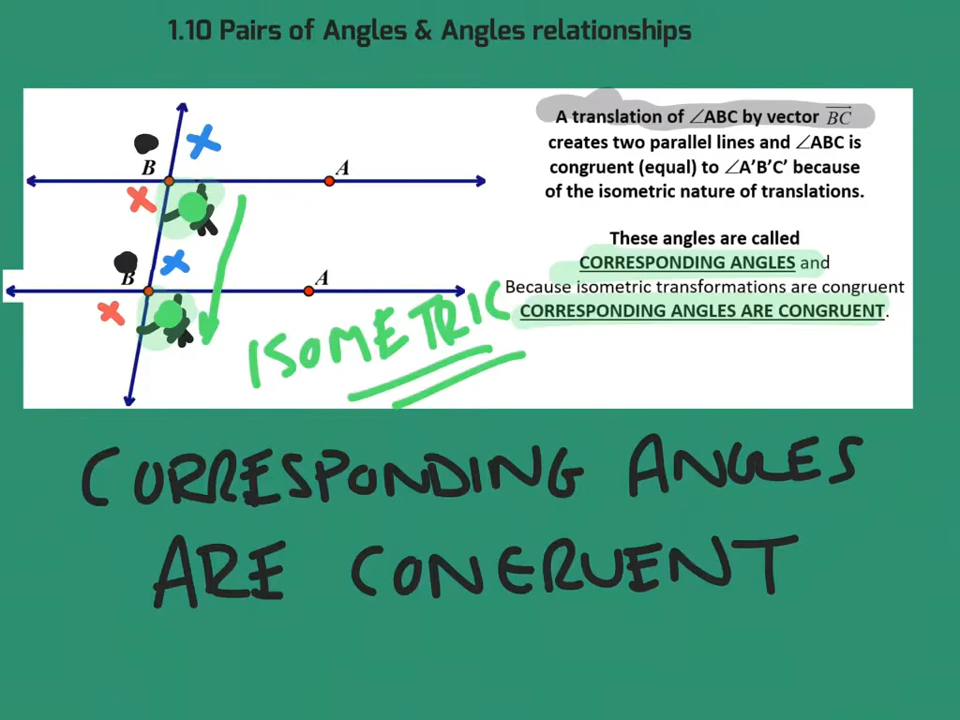 1.10 Pairs of Angles & Angles relationships
B
A
B
A
A translation of ∠ABC by vector BC
creates two parallel lines and ∠ABC is
congruent (equal) to ∠A'B'C' because
of the isometric nature of translations.
These angles are called
CORRESPONDING ANGLES and
Because isometric transformations are congruent
CORRESPONDING ANGLES ARE CONGRUENT.
ISOMETRIC
CORRESPONDING ANGLES
ARE CONGRUENT